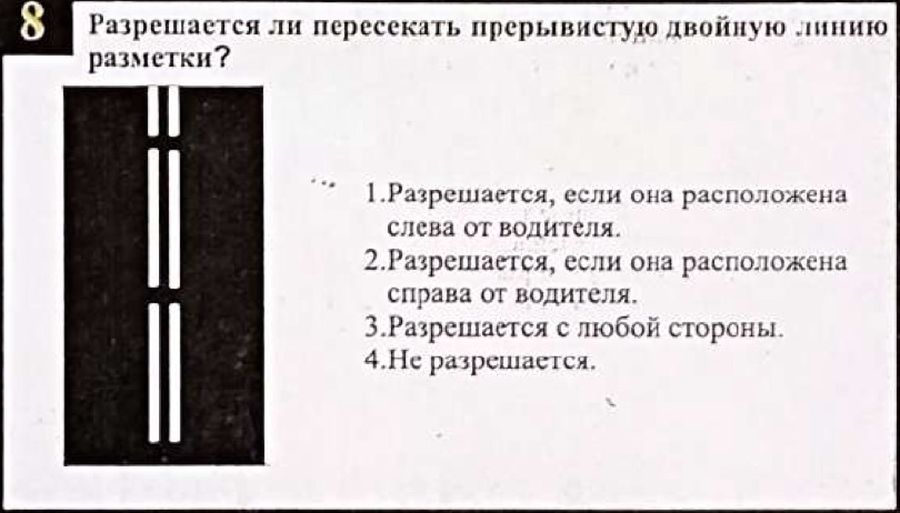 8
Разрешается ли пересекать прерывистую двойную линию
разметки?
1.Разрешается, если она расположена
слева от водителя.
2.Разрешается, если она расположена
справа от водителя.
3.Разрешается с любой стороны.
4.Не разрешается.